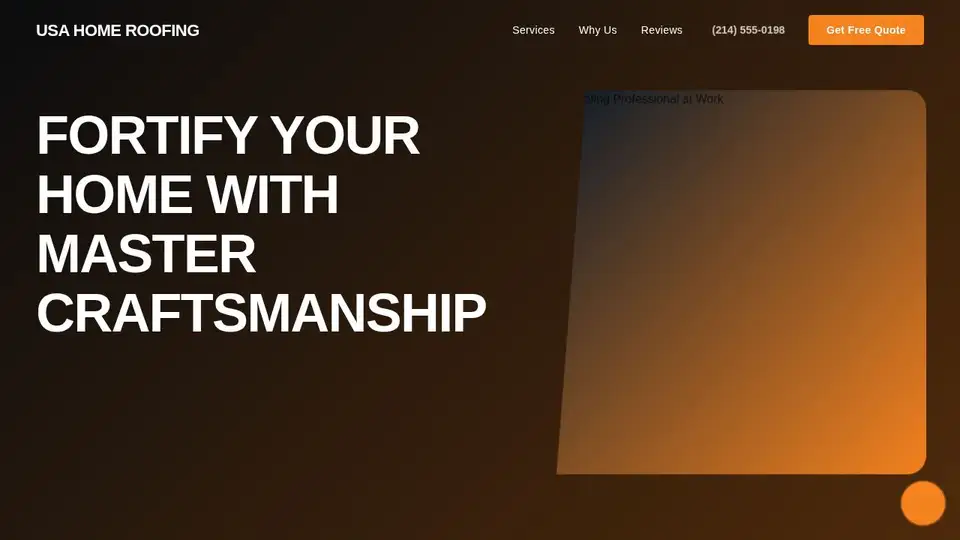 USA HOME ROOFING
Services
Why Us
Reviews
(214) 555-0198
Get Free Quote
Professional at Work
FORTIFY YOUR
HOME WITH
MASTER
CRAFTSMANSHIP